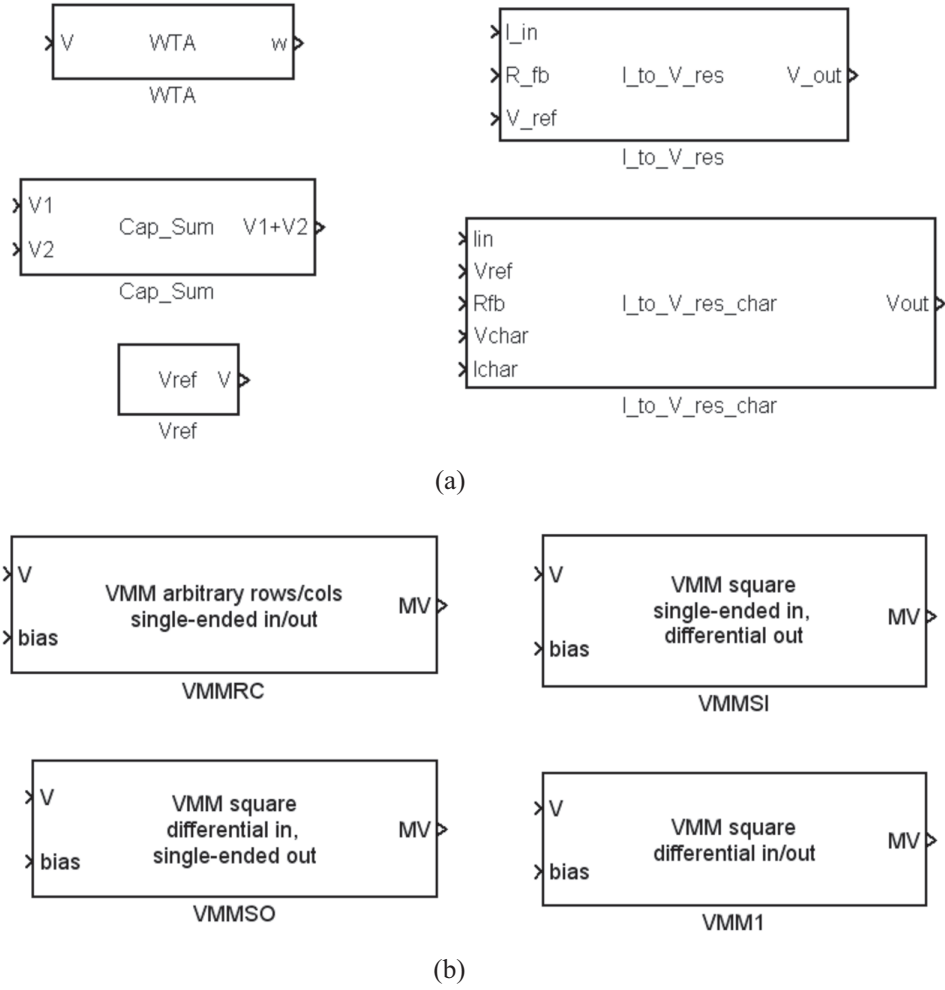 V WTA w
WTA
I_in
R_fb I_to_V_res V_out
V_ref
I_to_V_res
V1
Cap_Sum V1+V2
V2
Cap_Sum
Iin
Vref
Rfb I_to_V_res_char Vout
Vchar
Ichar
I_to_V_res_char
Vref V
Vref
(a)
V
VMM arbitrary rows/cols
single-ended in/out
MV
bias
VMMRC
V
VMM square
single-ended in,
differential out
MV
bias
VMMSI
V
VMM square
differential in,
single-ended out
MV
bias
VMMSO
V
VMM square
differential in/out
MV
bias
VMM1
(b)